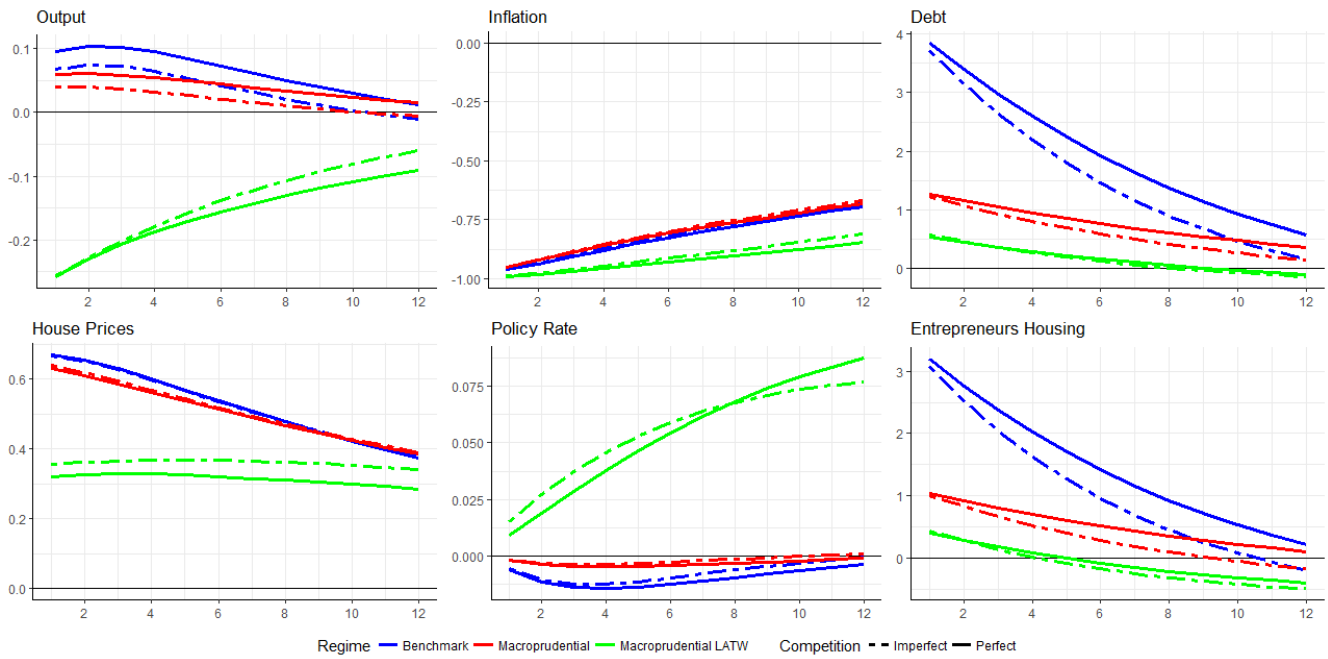 Output
0.1
0.0
-0.1
-0.2
2 4 6 8 10 12
Inflation
0.00
-0.25
-0.50
-0.75
-1.00
2 4 6 8 10 12
Debt
4
3
2
1
0
2 4 6 8 10 12
House Prices
0.6
0.4
0.2
0.0
2 4 6 8 10 12
Policy Rate
0.075
0.050
0.025
0.000
2 4 6 8 10 12
Entrepreneurs Housing
3
2
1
0
2 4 6 8 10 12
Regime Benchmark Macroprudential Macroprudential LATW Competition Imperfect Perfect